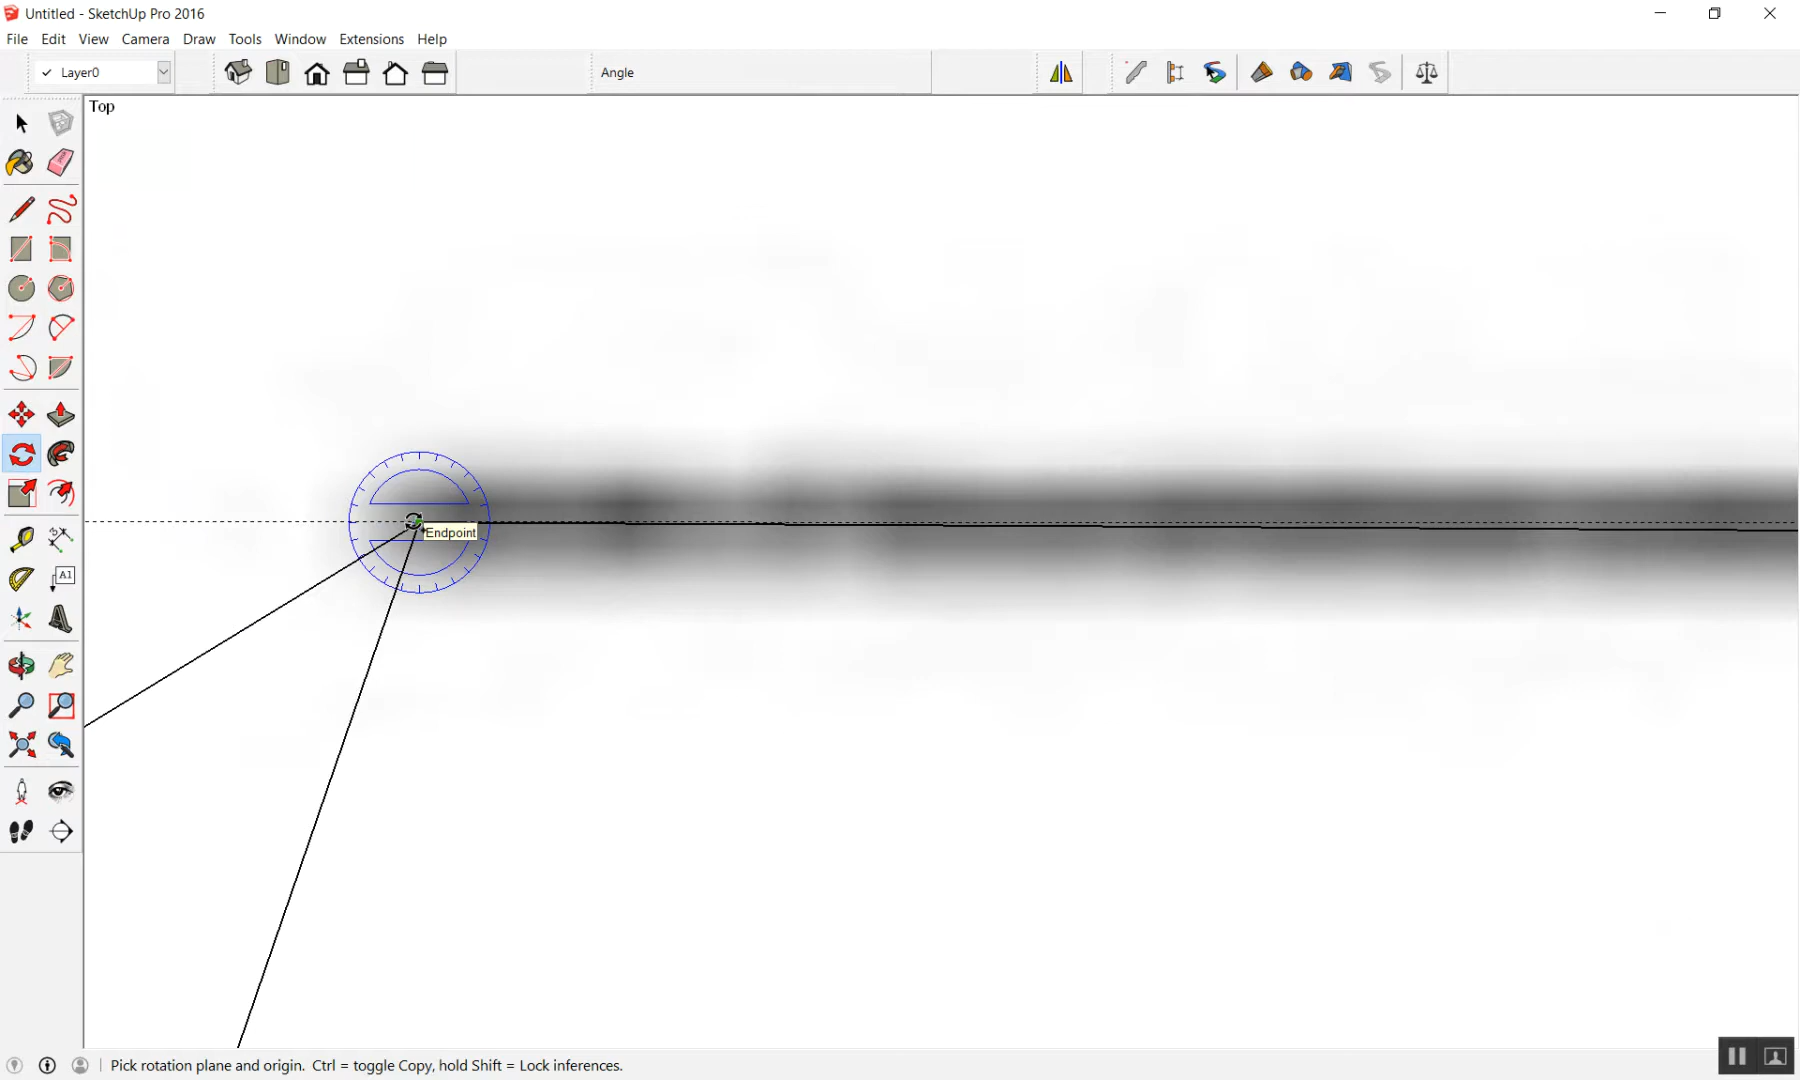 Untitled - SketchUp Pro 2016
File Edit View Camera Draw Tools Window Extensions Help
✓ Layer0
Angle
Top
A1
Endpoint
Pick rotation plane and origin. Ctrl = toggle Copy, hold Shift = Lock inferences.